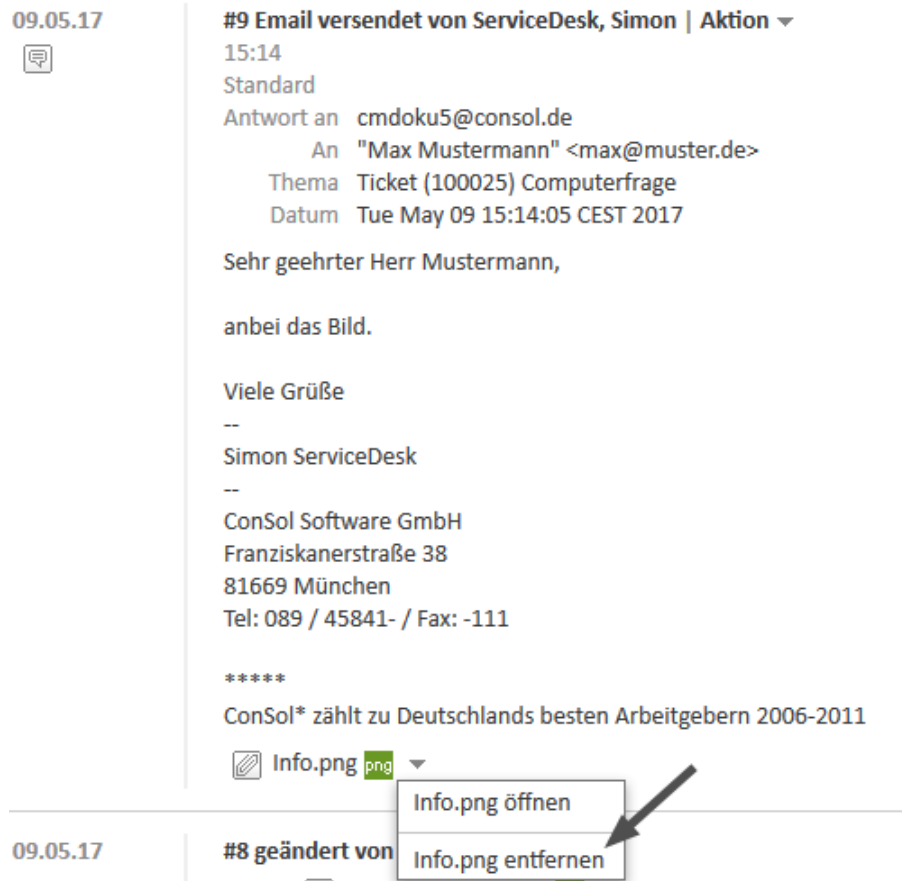 09.05.17
#9 Email versendet von ServiceDesk, Simon | Aktion
15:14
Standard
Antwort an cmdoku5@consol.de
An "Max Mustermann" <max@muster.de>
Thema Ticket (100025) Computerfrage
Datum Tue May 09 15:14:05 CEST 2017
Sehr geehrter Herr Mustermann,
anbei das Bild.
Viele Grüße
--
Simon ServiceDesk
--
ConSol Software GmbH
Franziskanerstraße 38
81669 München
Tel: 089 / 45841- / Fax: -111
*****
ConSol* zählt zu Deutschlands besten Arbeitgebern 2006-2011
Info.png png
Info.png öffnen
Info.png entfernen
09.05.17
#8 geändert von